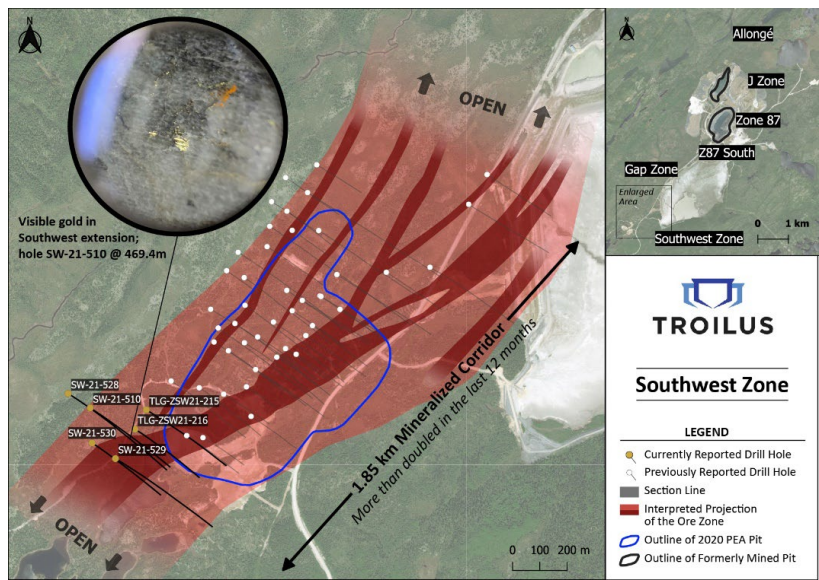 N
Visible gold in
Southwest extension;
hole SW-21-510 @ 469.4m
OPEN
SW-21-528
SW-21-510
TLG-ZSW21-215
TLG-ZSW21-216
SW-21-530
SW-21-529
1.85 km Mineralized Corridor
More than doubled in the last 12 months
OPEN
0 100 200 m
N
Allongé
J Zone
Zone 87
Z87 South
Gap Zone
Enlarged
Area
0 1 km
Southwest Zone
TROILUS
Southwest Zone
LEGEND
Currently Reported Drill Hole
Previously Reported Drill Hole
Section Line
Interpreted Projection
of the Ore Zone
Outline of 2020 PEA Pit
Outline of Formerly Mined Pit